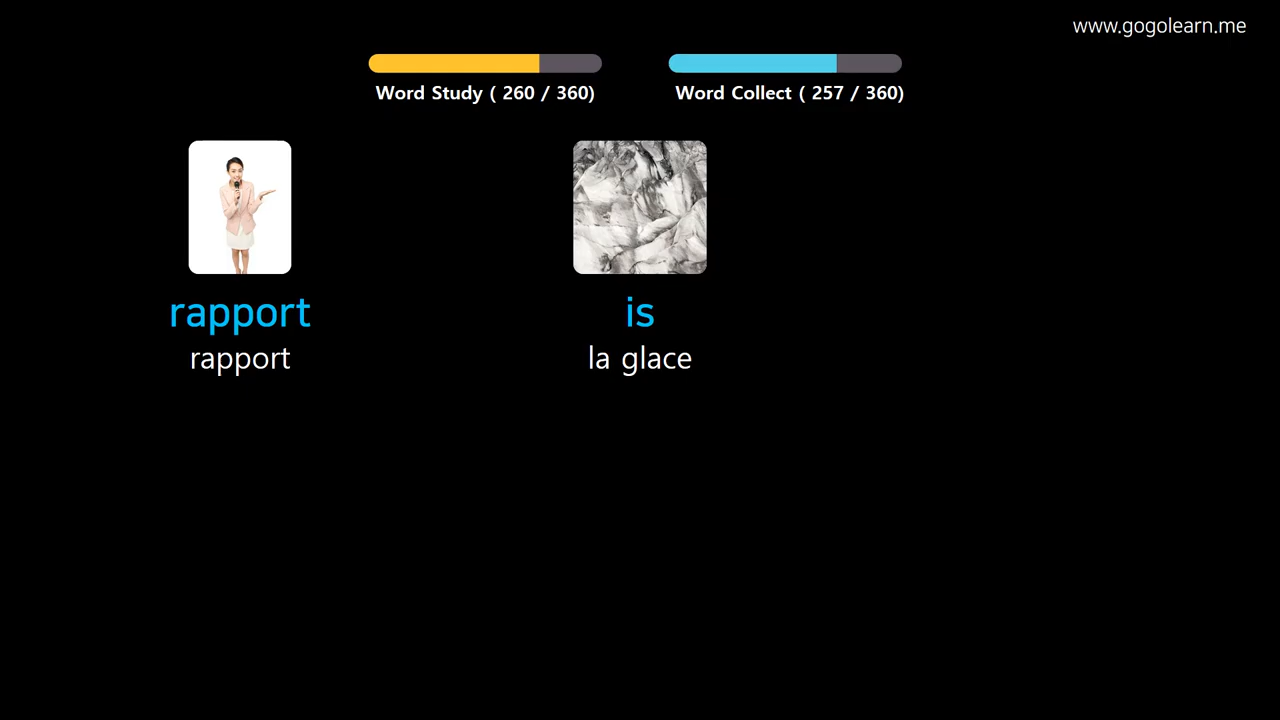 www.gogolearn.me
Word Study ( 260 / 360)
Word Collect ( 257 / 360)
rapport
rapport
is
la glace